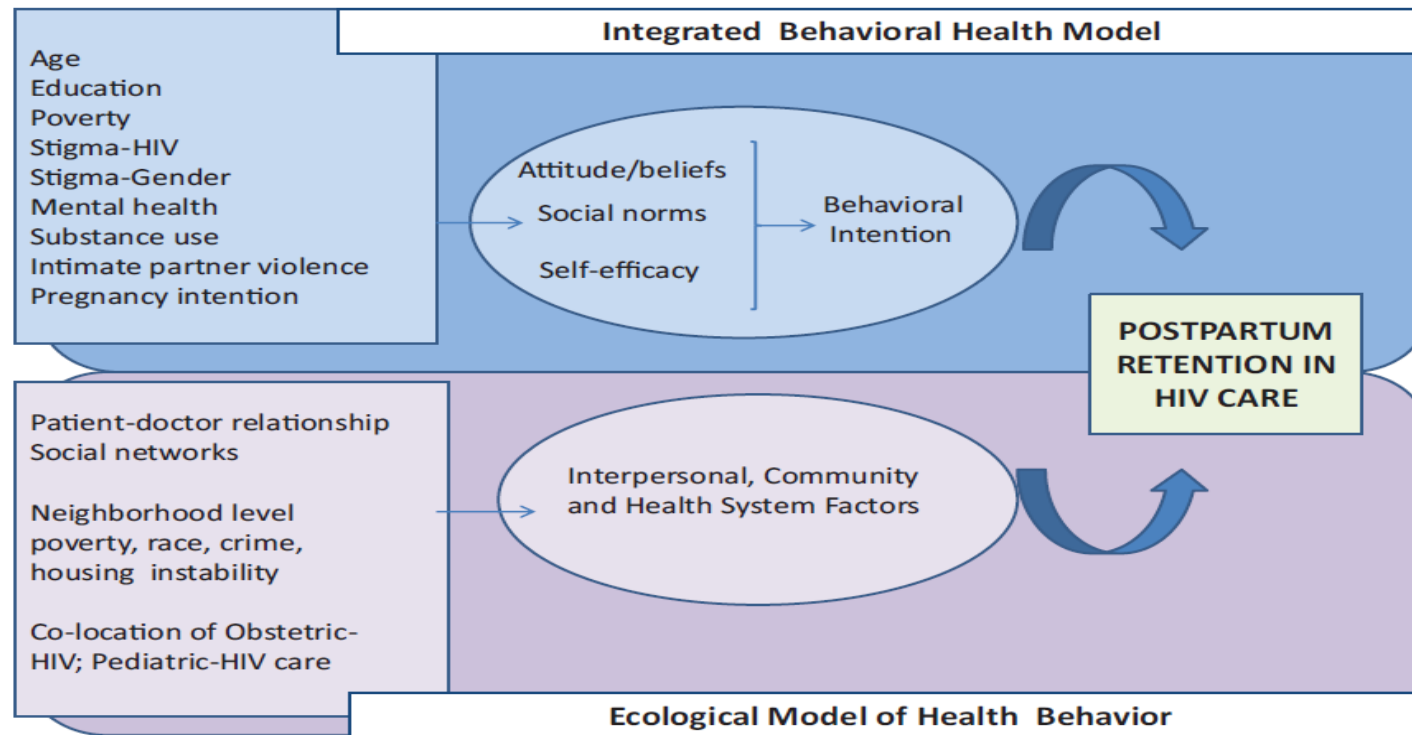 Integrated Behavioral Health Model
Age
Education
Poverty
Stigma-HIV
Stigma-Gender
Mental health
Substance use
Intimate partner violence
Pregnancy intention
Attitude/beliefs
Social norms
Self-efficacy
Behavioral
Intention
POSTPARTUM
RETENTION IN
HIV CARE
Patient-doctor relationship
Social networks
Neighborhood level
poverty, race, crime,
housing instability
Co-location of Obstetric-
HIV; Pediatric-HIV care
Interpersonal, Community
and Health System Factors
Ecological Model of Health Behavior